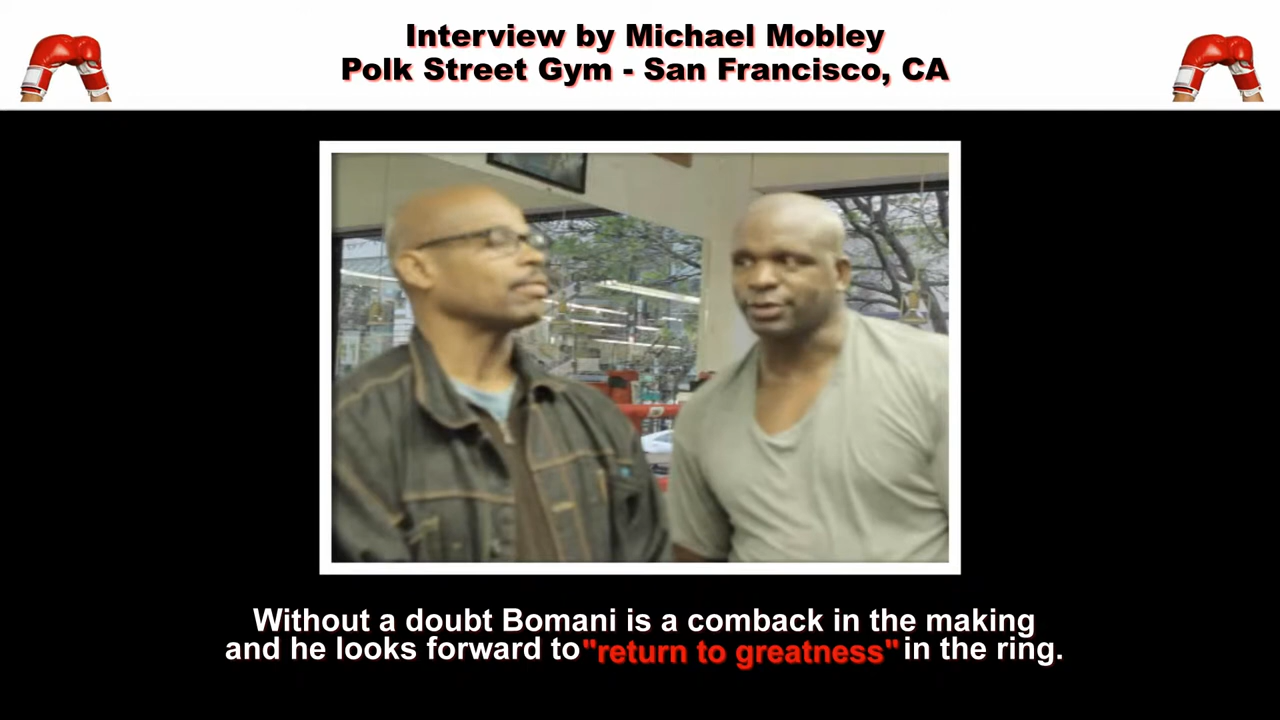 Interview by Michael Mobley
Polk Street Gym - San Francisco, CA
Without a doubt Bomani is a comback in the making
and he looks forward to "return to greatness" in the ring.